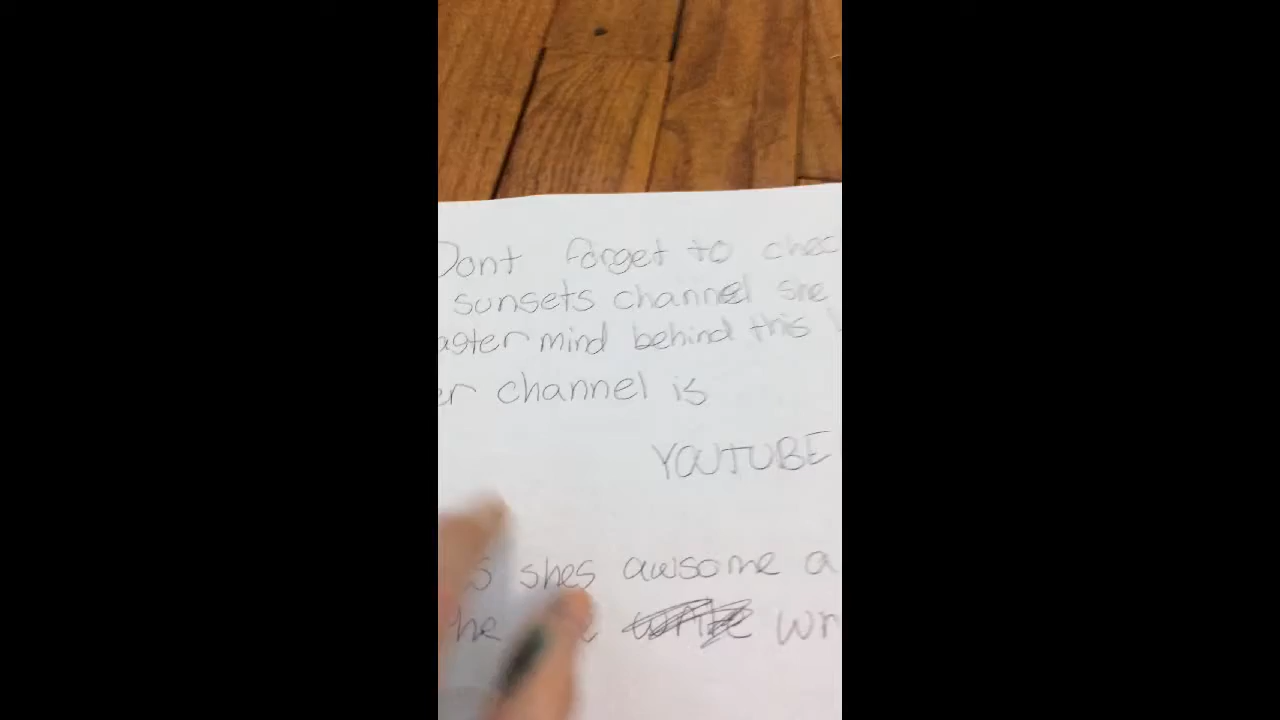 Dont forget to chec
sunsets channel she
aster mind behind this
er channel is
YOUTUBE
s shes awsome a
he wr